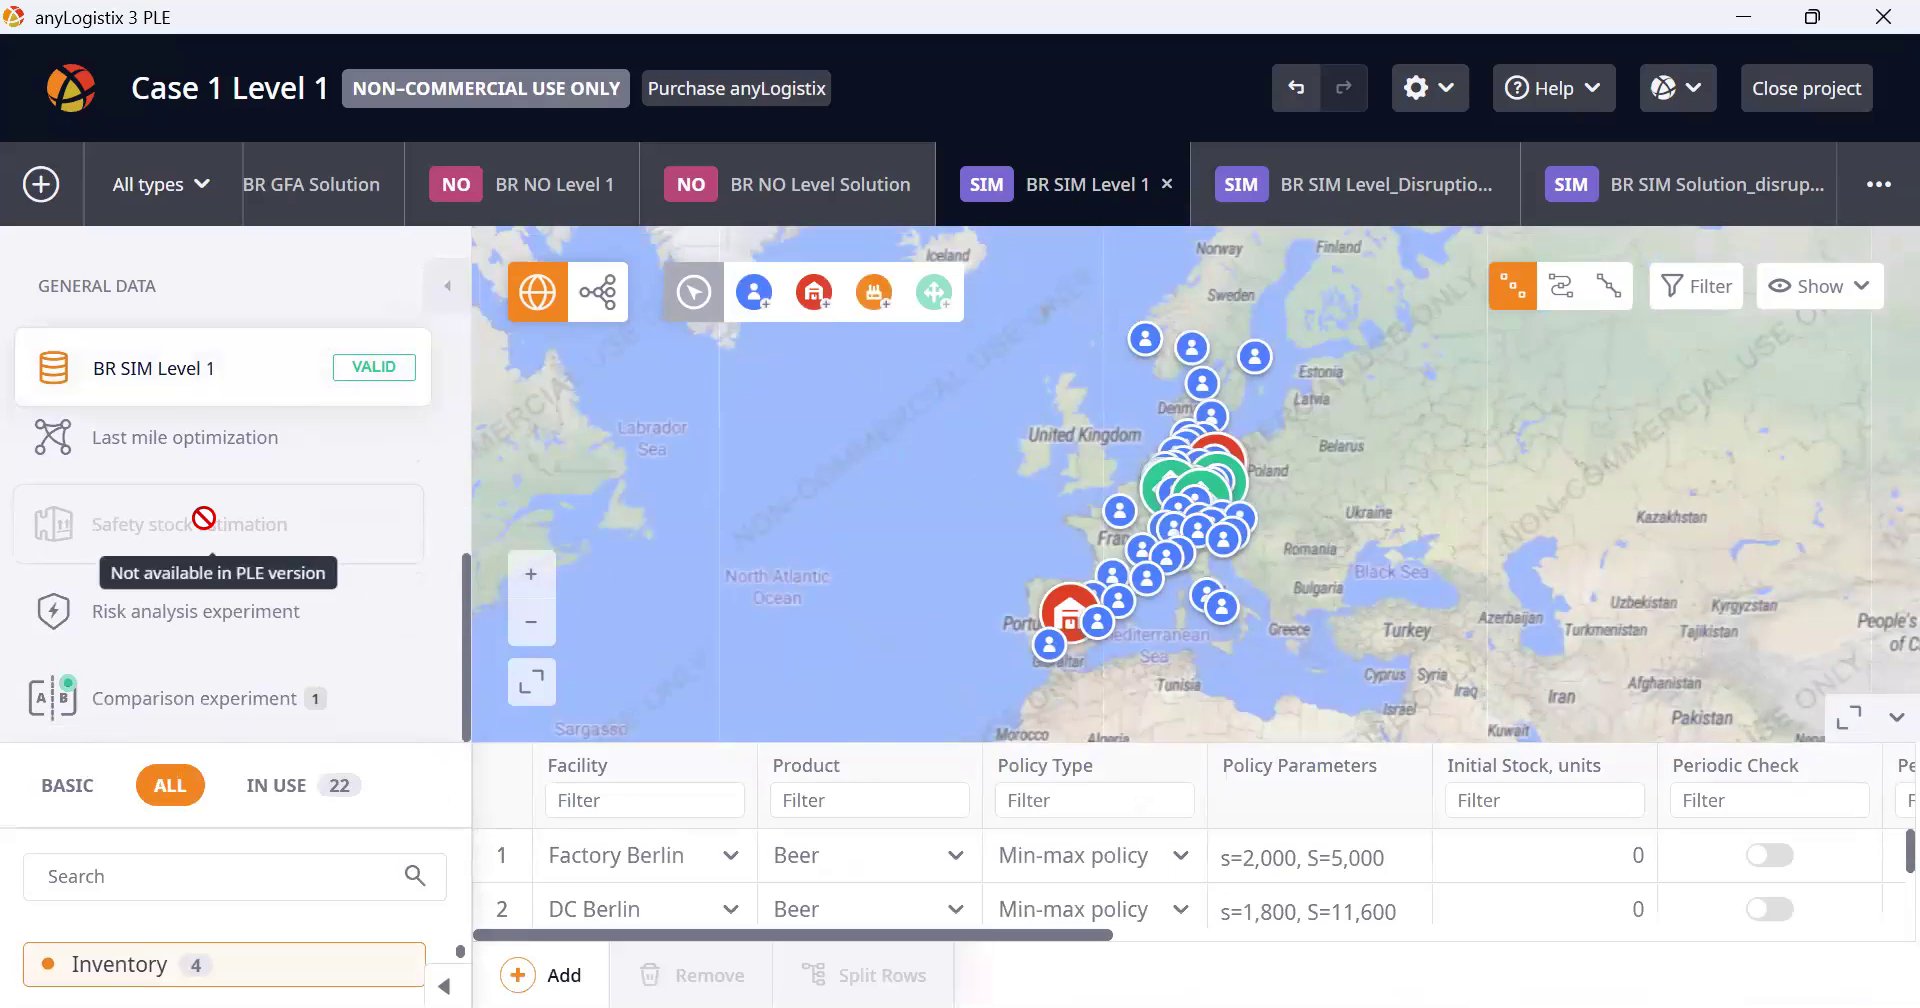 anyLogistix 3 PLE
Case 1 Level 1
NON-COMMERCIAL USE ONLY
Purchase anyLogistix
Help
Close project
All types
BR GFA Solution
NO BR NO Level 1
NO BR NO Level Solution
SIM BR SIM Level 1
SIM BR SIM Level_Disruptio...
SIM BR SIM Solution_disrup...
GENERAL DATA
BR SIM Level 1
VALID
Last mile optimization
Not available in PLE version
Risk analysis experiment
A B Comparison experiment 1
BASIC
ALL
IN USE 22
Search
Inventory 4
Filter
Show
Iceland
Norway
Finland
Sweden
Estonia
Latvia
Labrador
Sea
United Kingdom
Belarus
Poland
Ukraine
Kazakhstan
Romania
Bulgaria
Black Sea
North Atlantic
Ocean
Uzbekistan
Kyrgyzstan
Azerbaijan
Turkmenistan
Tajikistan
Greece
Turkey
People's
of C
Sea
Tunisia
Cyprus
Syria
Iraq
Iran
Afghanistan
Israel
Pakistan
Kuwait
Sargasso
Morocco
Algeria
Facility
Product
Policy Type
Policy Parameters
Initial Stock, units
Periodic Check
Pe
Filter
Filter
Filter
Filter
Filter
F
1 Factory Berlin Beer Min-max policy s=2,000, S=5,000 0
2 DC Berlin Beer Min-max policy s=1,800, S=11,600 0
Add
Remove
Split Rows